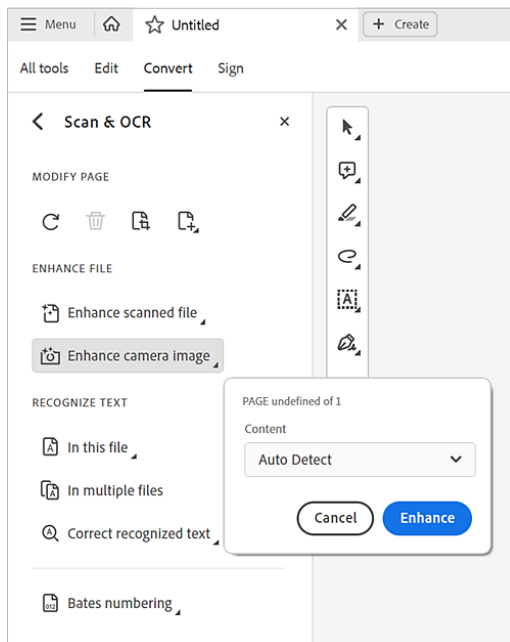 Menu
Untitled
Create
All tools Edit Convert Sign
Scan & OCR
MODIFY PAGE
ENHANCE FILE
Enhance scanned file
Enhance camera image
RECOGNIZE TEXT
PAGE undefined of 1
Content
In this file
Auto Detect
In multiple files
Cancel Enhance
Correct recognized text
Bates numbering